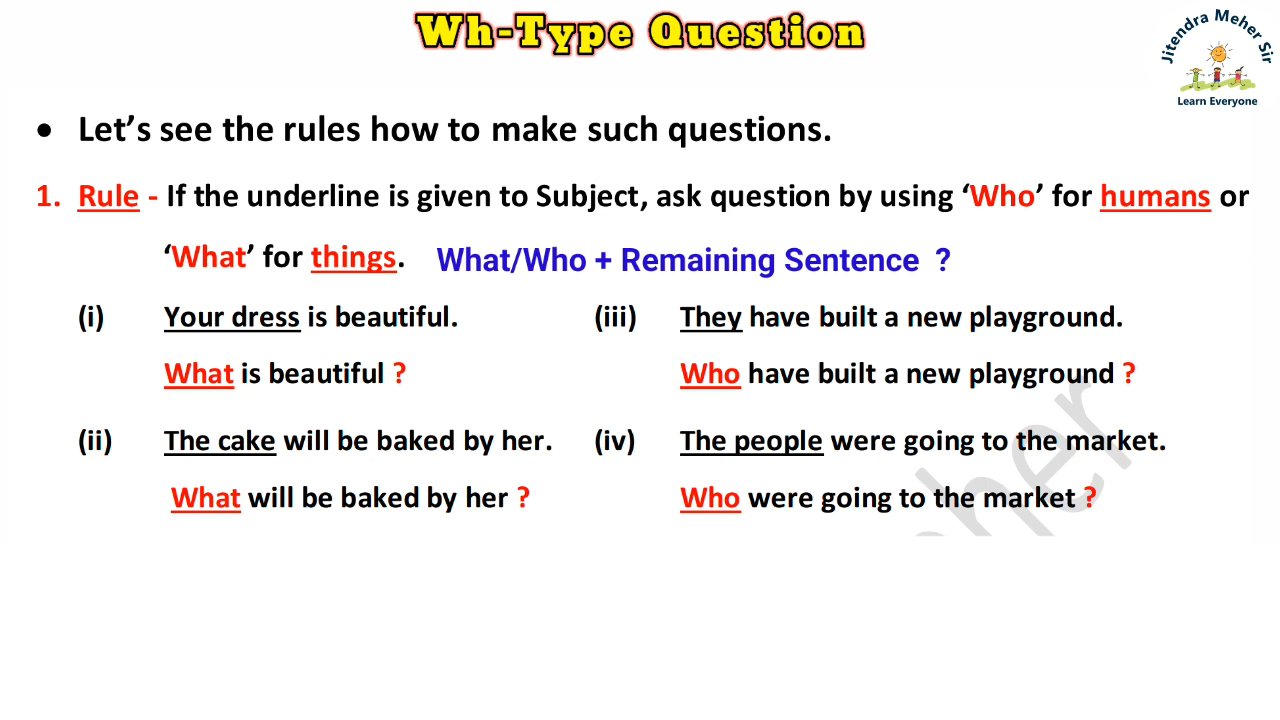 Wh-Type Question
Jitendra Meher Sir
Learn Everyone
• Let's see the rules how to make such questions.
1. Rule - If the underline is given to Subject, ask question by using ‘Who’ for humans or
‘What’ for things. What/Who + Remaining Sentence ?
(i) Your dress is beautiful.
What is beautiful ?
(ii) The cake will be baked by her.
What will be baked by her ?
(iii) They have built a new playground.
Who have built a new playground ?
(iv) The people were going to the market.
Who were going to the market ?